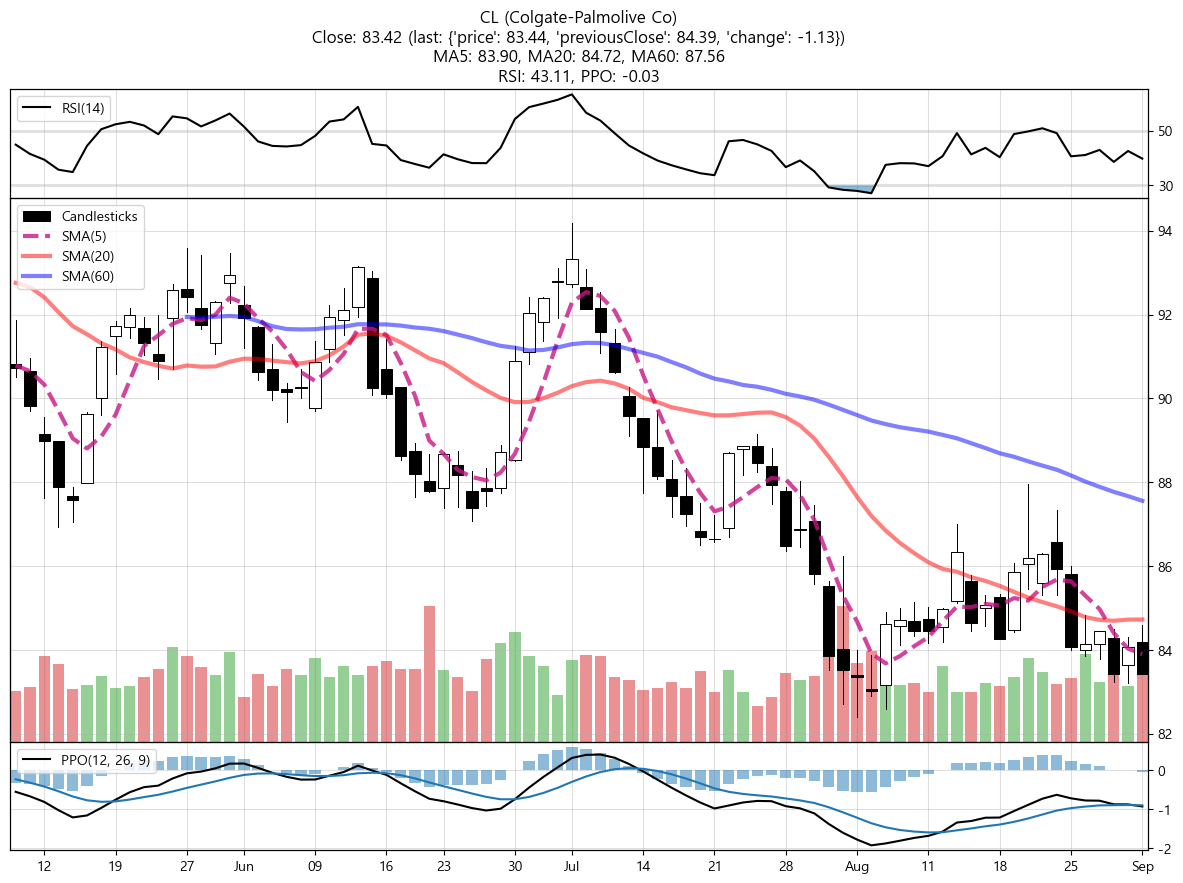 CL (Colgate-Palmolive Co)
Close: 83.42 (last: {'price': 83.44, 'previousClose': 84.39, 'change': -1.13})
MA5: 83.90, MA20: 84.72, MA60: 87.56
RSI: 43.11, PPO: -0.03
RSI(14)
50
30
Candlesticks
SMA(5)
SMA(20)
SMA(60)
94
92
90
88
86
84
82
PPO(12, 26, 9)
0
-1
-2
12 19 27 Jun 09 16 23 30 Jul 14 21 28 Aug 11 18 25 Sep